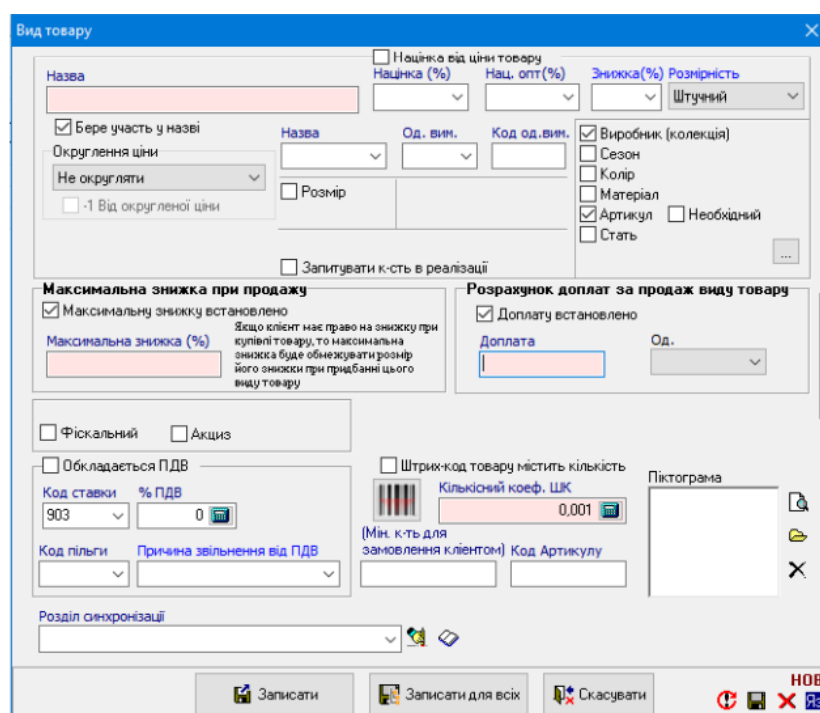 Вид товару
Націнка від ціни товару
Назва
Націнка (%)
Нац. опт(%)
Знижка(%)
Розмірність
Штучний
Бере участь у назві
Округлення ціни
Не округляти
-1 Від округленої ціни
Назва
Од. вим.
Код од.вим.
Розмір
Запитувати к-сть в реалізації
Виробник (колекція)
Сезон
Колір
Матеріал
Артикул
Необхідний
Стать
...
Максимальна знижка при продажу
Максимальну знижку встановлено
Максимальна знижка (%)
Якщо клієнт має право на знижку при
купівлі товару, то максимальна
знижка буде обмежувати розмір
його знижки при придбанні цього
виду товару
Розрахунок доплат за продаж виду товару
Доплату встановлено
Доплата
Од.
Фіскальний
Акциз
Обкладається ПДВ
Код ставки
% ПДВ
903
0
Код пільги
Причина звільнення від ПДВ
Штрих-код товару містить кількість
Кількісний коеф. ШК
0,001
(Мін. к-ть для
замовлення клієнтом)
Код Артикулу
Піктограма
Розділ синхронізації
Записати
Записати для всіх
Скасувати
НОВ